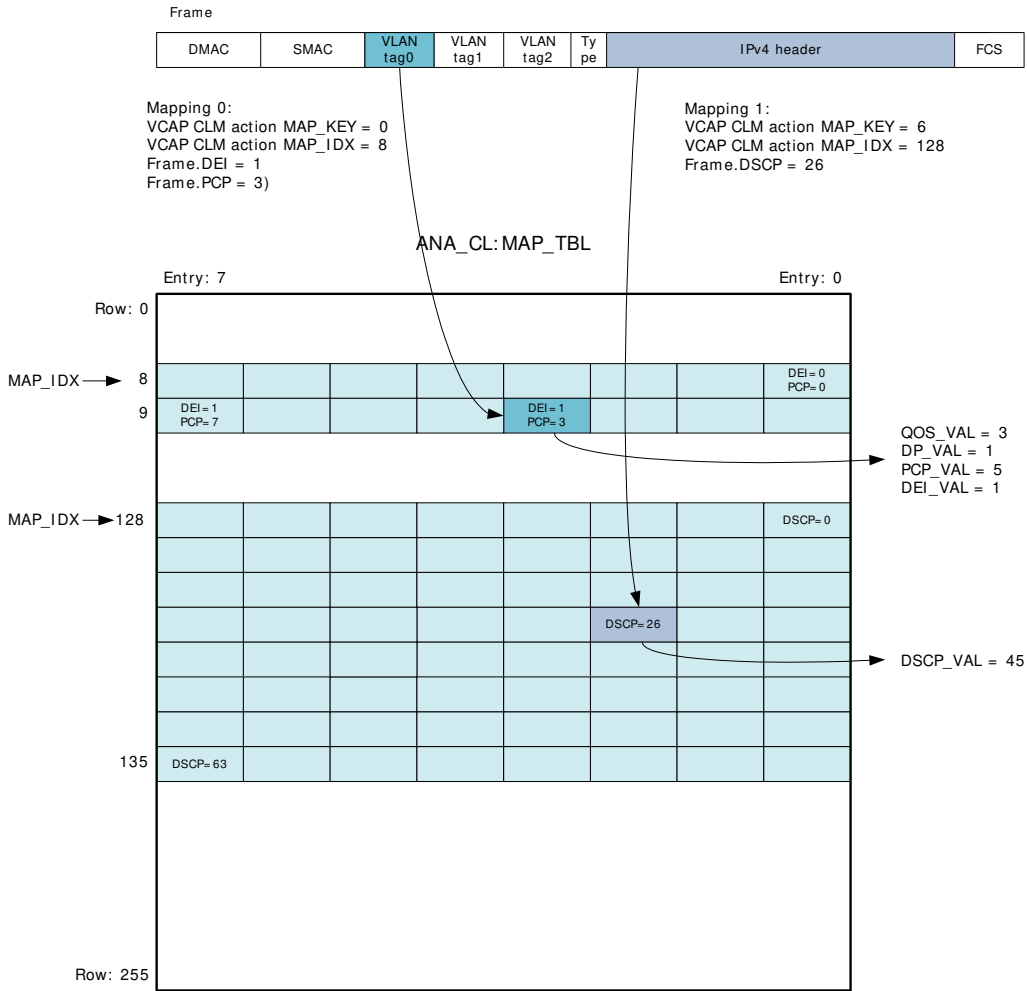 Frame
DMAC SMAC VLAN tag0 VLAN tag1 VLAN tag2 Ty pe IPv4 header FCS
Mapping 0:
VCAP CLM action MAP_KEY = 0
VCAP CLM action MAP_IDX = 8
Frame.DEI = 1
Frame.PCP = 3)
Mapping 1:
VCAP CLM action MAP_KEY = 6
VCAP CLM action MAP_IDX = 128
Frame.DSCP = 26
ANA_CL:MAP_TBL
Entry: 7 Entry: 0
Row: 0
MAP_IDX 8 DEI=0 PCP=0
9 DEI=1 PCP=7 DEI=1 PCP=3
QOS_VAL = 3
DP_VAL = 1
PCP_VAL = 5
DEI_VAL = 1
MAP_IDX 128 DSCP=0
DSCP=26
DSCP_VAL = 45
135 DSCP=63
Row: 255